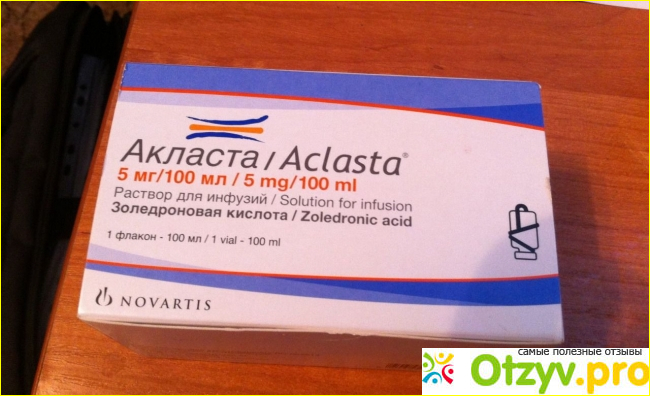 Акласта / Aclasta®
5 мг/100 мл / 5 mg/100 ml
Раствор для инфузий / Solution for infusion
Золедроновая кислота / Zoledronic acid
1 флакон - 100 мл / 1 vial - 100 ml
NOVARTIS
самые полезные отзывы
Otzyv.pro